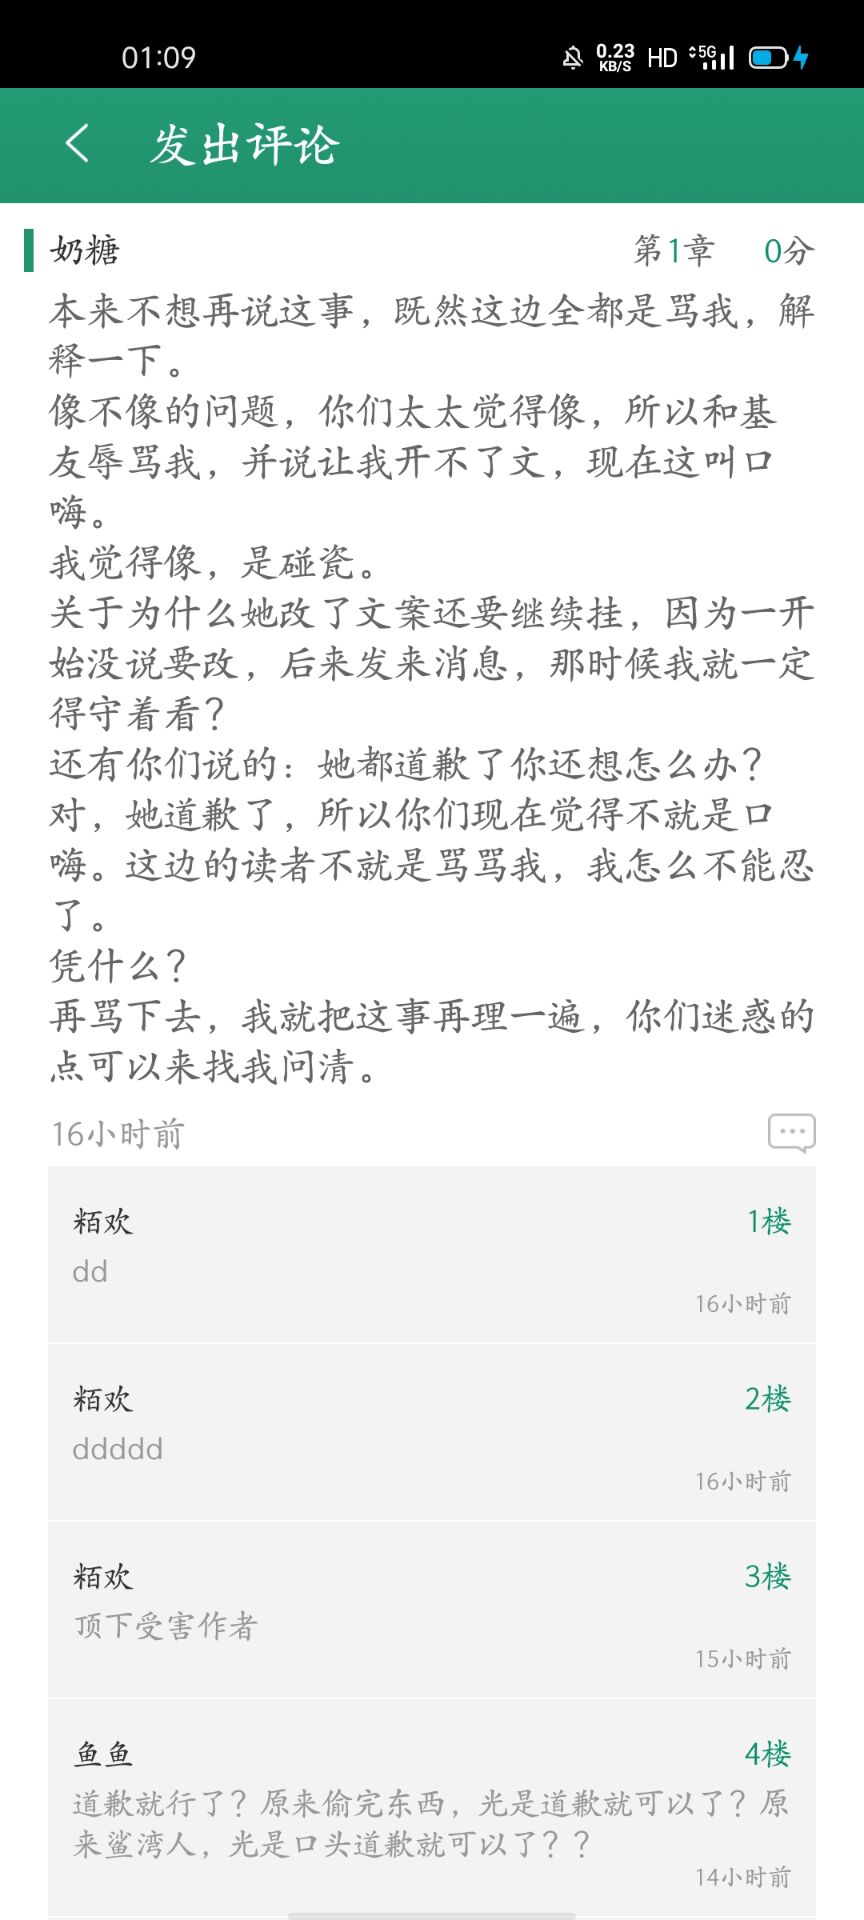 01:09
0.23 KB/S HD 5G
发出评论
奶糖 第1章 0分
本来不想再说这事，既然这边全都是骂我，解
释一下。
像不像的问题，你们太太觉得像，所以和基
友辱骂我，并说让我开不了文，现在这叫口
嗨。
我觉得像，是碰瓷。
关于为什么她改了文案还要继续挂，因为一开
始没说要改，后来发来消息，那时候我就一定
得守着看？
还有你们说的：她都道歉了你还想怎么办？
对，她道歉了，所以你们现在觉得不就是口
嗨。这边的读者不就是骂骂我，我怎么不能忍
了。
凭什么？
再骂下去，我就把这事再理一遍，你们迷惑的
点可以来找我问清。
16小时前
粨欢 1楼
dd
16小时前
粨欢 2楼
ddddd
16小时前
粨欢 3楼
顶下受害作者
15小时前
鱼鱼 4楼
道歉就行了？原来偷完东西，光是道歉就可以了？原
来鲨湾人，光是口头道歉就可以了？？
14小时前